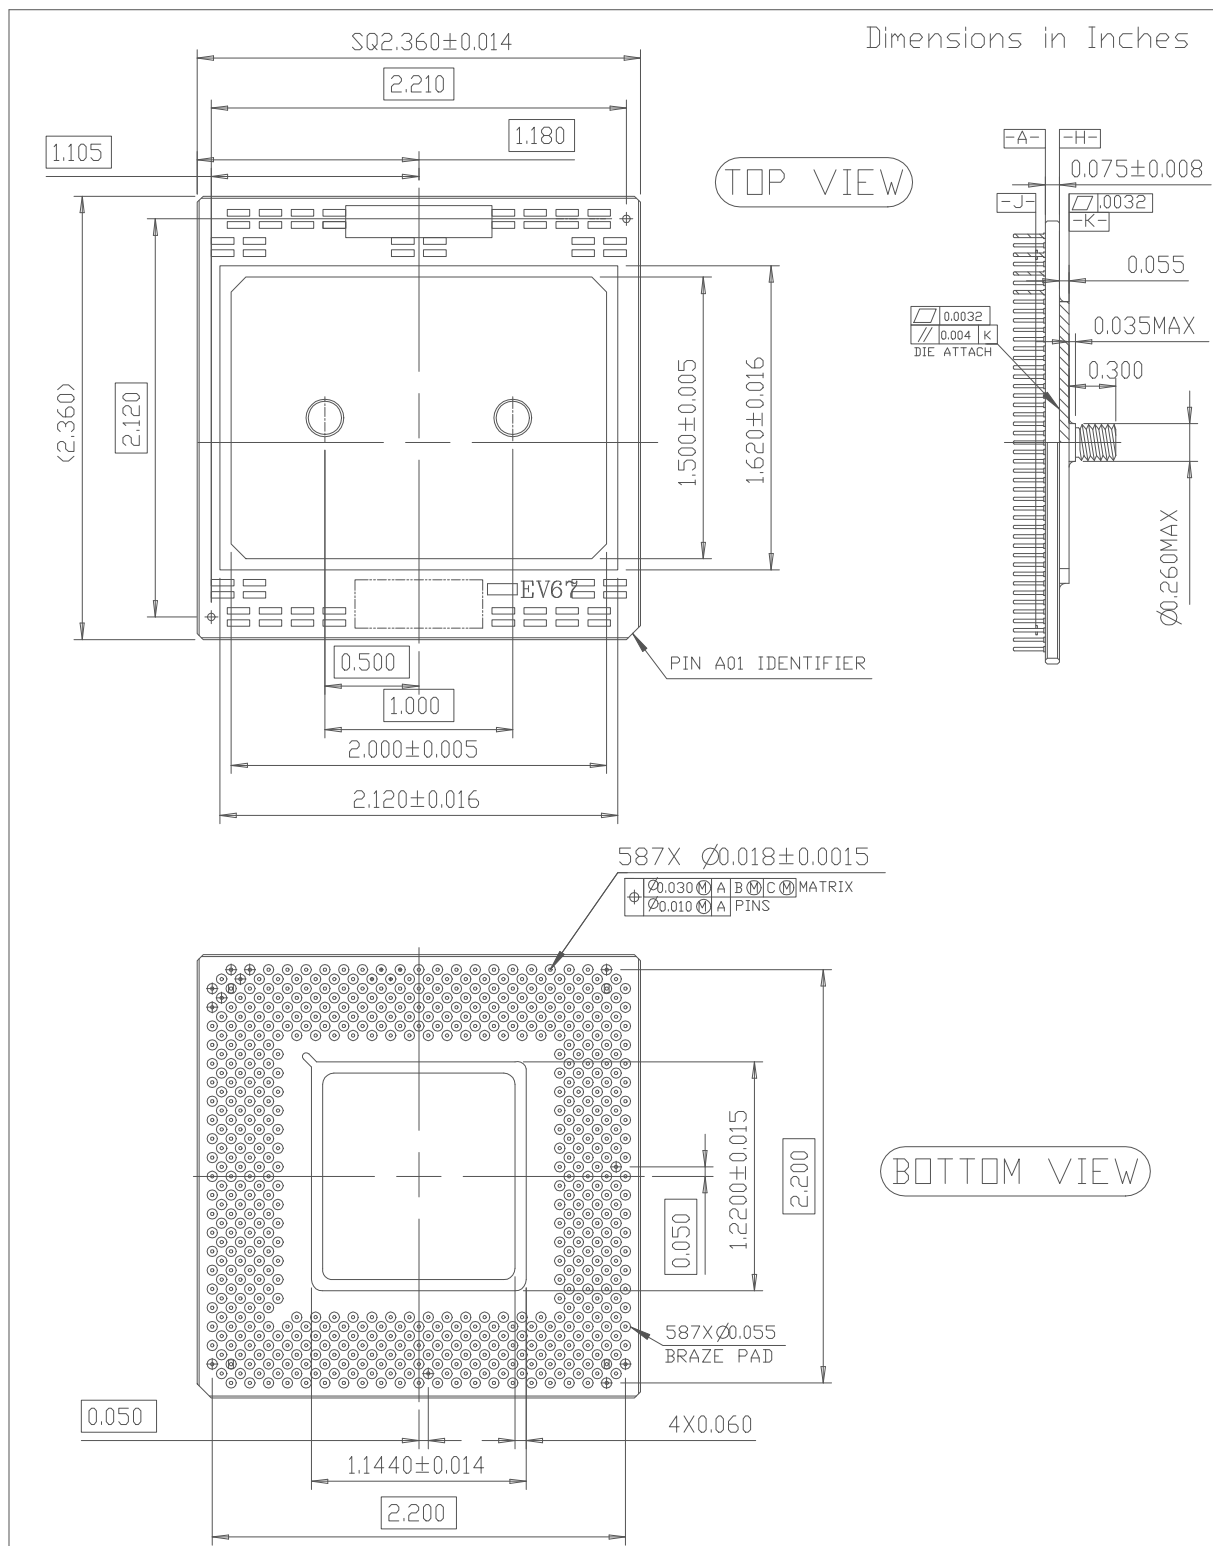 Dimensions in Inches
SQ2.360±0.014
2.210
1.180
1.105
TOP VIEW
-A-
-H-
0.075±0.008
-J-
.0032
-K-
0.055
0.0032
// 0.004 K
DIE ATTACH
0.035MAX
0.300
Ø0.260MAX
(2.360)
2.120
1.500±0.005
1.620±0.016
EV67
PIN A01 IDENTIFIER
0.500
1.000
2.000±0.005
2.120±0.016
587X Ø0.018±0.0015
Ø0.030 Ⓜ A B Ⓜ C Ⓜ MATRIX
Ø0.010 Ⓜ A PINS
1.2200±0.015
2.200
0.050
BOTTOM VIEW
587XØ0.055
BRAZE PAD
0.050
4X0.060
1.1440±0.014
2.200